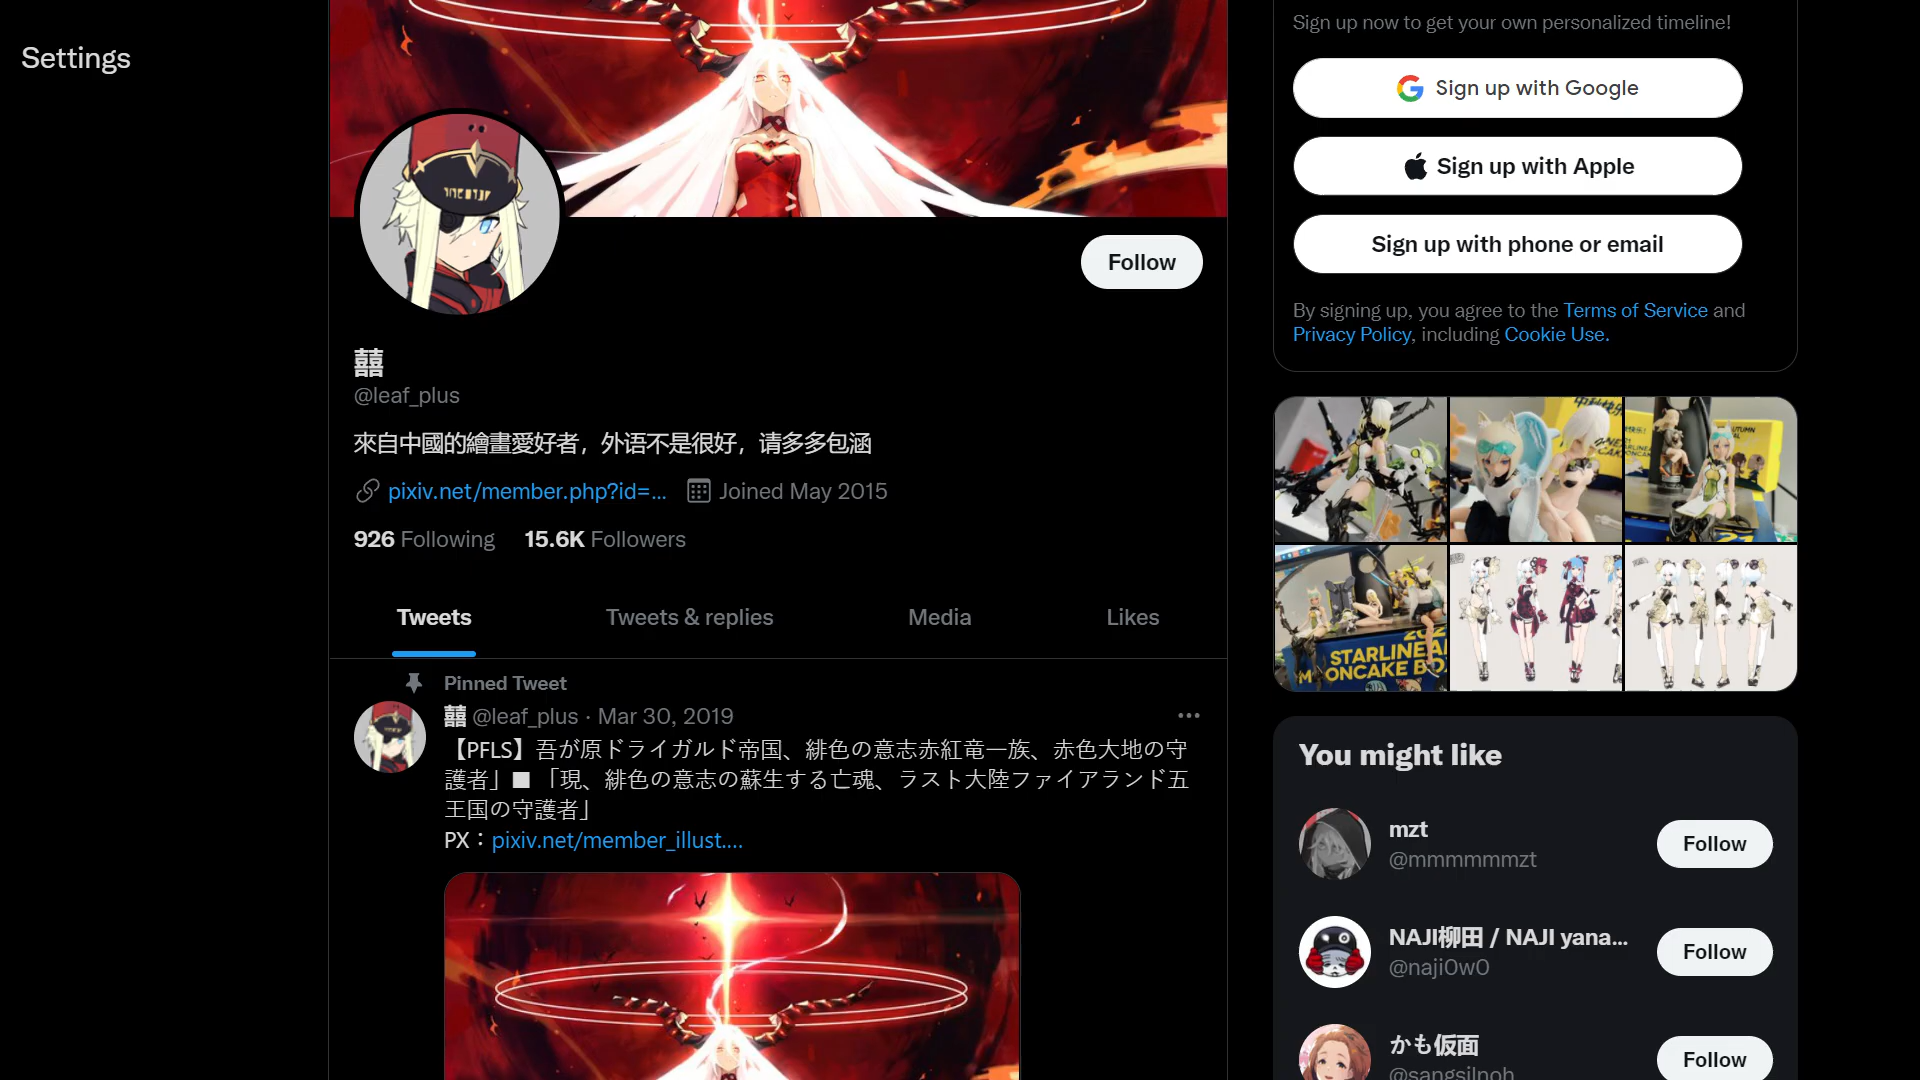 Settings
Follow
囍
@leaf_plus
來自中國的繪畫愛好者，外语不是很好，请多多包涵
pixiv.net/member.php?id=...
Joined May 2015
926 Following
15.6K Followers
Tweets
Tweets & replies
Media
Likes
Pinned Tweet
囍 @leaf_plus · Mar 30, 2019
【PFLS】吾が原ドライガルド帝国、緋色の意志赤紅竜一族、赤色大地の守
護者」■ 「現、緋色の意志の蘇生する亡魂、ラスト大陸ファイアランド五
王国の守護者」
PX：pixiv.net/member_illust....
Sign up now to get your own personalized timeline!
Sign up with Google
Sign up with Apple
Sign up with phone or email
By signing up, you agree to the Terms of Service and
Privacy Policy, including Cookie Use.
STARLINEA
ONCAKE BO
You might like
mzt
@mmmmmmzt
Follow
NAJI柳田 / NAJI yana...
@naji0w0
Follow
かも仮面
@sangsilnoh
Follow